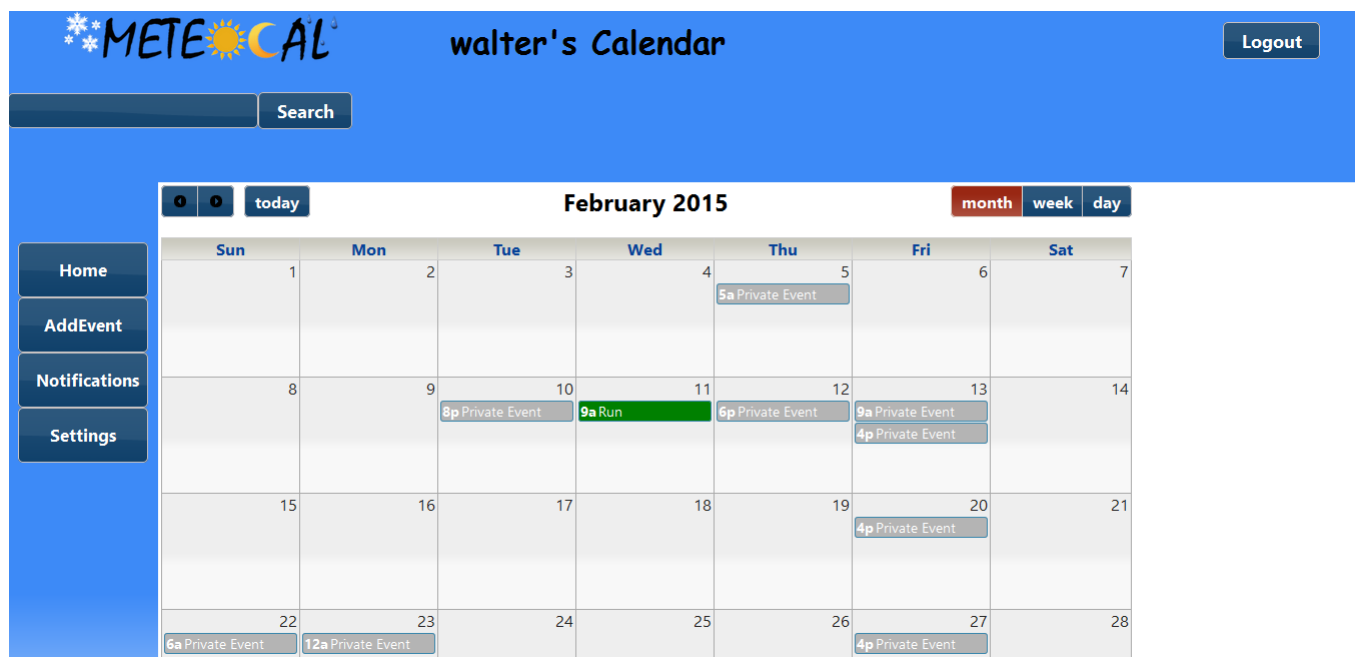 METEOCAL
walter's Calendar
Logout
Search
today
February 2015
month week day
Sun Mon Tue Wed Thu Fri Sat
Home
AddEvent
Notifications
Settings
1 2 3 4 5 6 7
5a Private Event
8 9 10 11 12 13 14
8p Private Event 9a Run 6p Private Event 9a Private Event
4p Private Event
15 16 17 18 19 20 21
4p Private Event
22 23 24 25 26 27 28
6a Private Event 12a Private Event 4p Private Event